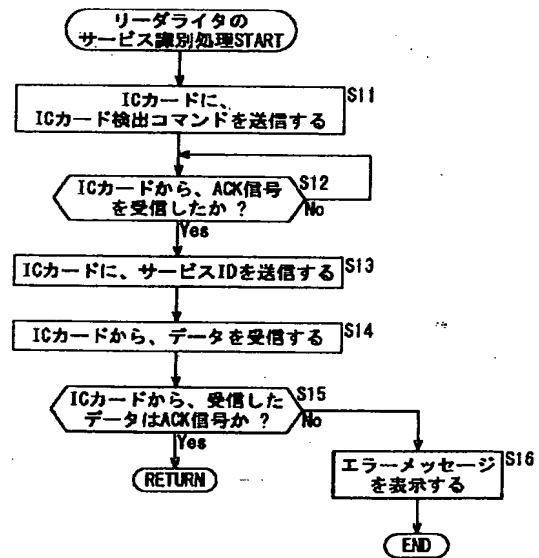 リーダライタの
サービス識別処理START
ICカードに、
ICカード検出コマンドを送信する
S11
ICカードから、ACK信号
を受信したか ?
S12
No
Yes
ICカードに、サービスIDを送信する
S13
ICカードから、データを受信する
S14
ICカードから、受信した
データはACK信号か ?
S15
No
Yes
RETURN
エラーメッセージ
を表示する
S16
END